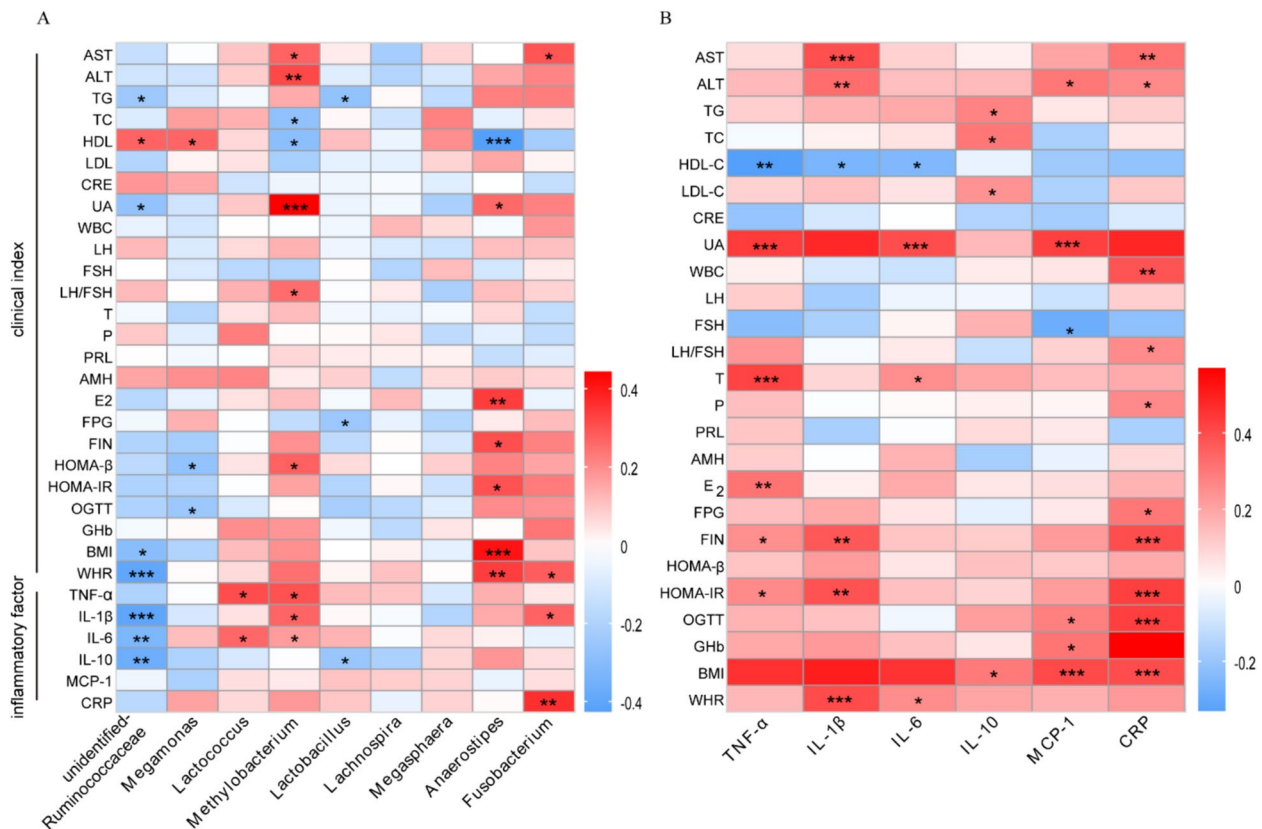 A
B
clinical index
inflammatory factor
AST * *
ALT **
TG * *
TC *
HDL * * * ***
LDL
CRE
UA * *** *
WBC
LH
FSH
LH/FSH *
T
P
PRL
AMH
E2 **
FPG *
FIN *
HOMA-β * *
HOMA-IR *
OGTT *
GHb
BMI * ***
WHR *** ** *
TNF-α * *
IL-1β *** * *
IL-6 ** * *
IL-10 ** *
MCP-1
CRP **
0.4
0.2
0
-0.2
-0.4
unidentified-
Ruminococcaceae
Megamonas
Lactococcus
Methylobacterium
Lactobacillus
Lachnospira
Megasphaera
Anaerostipes
Fusobacterium
AST *** **
ALT ** * *
TG *
TC *
HDL-C ** * *
LDL-C *
CRE
UA *** *** ***
WBC **
LH
FSH *
LH/FSH *
T *** *
P *
PRL
AMH
E2 **
FPG *
FIN * ** ***
HOMA-β
HOMA-IR * ** ***
OGTT * ***
GHb *
BMI * *** ***
WHR *** *
0.4
0.2
0
-0.2
TNF-α
IL-1β
IL-6
IL-10
MCP-1
CRP